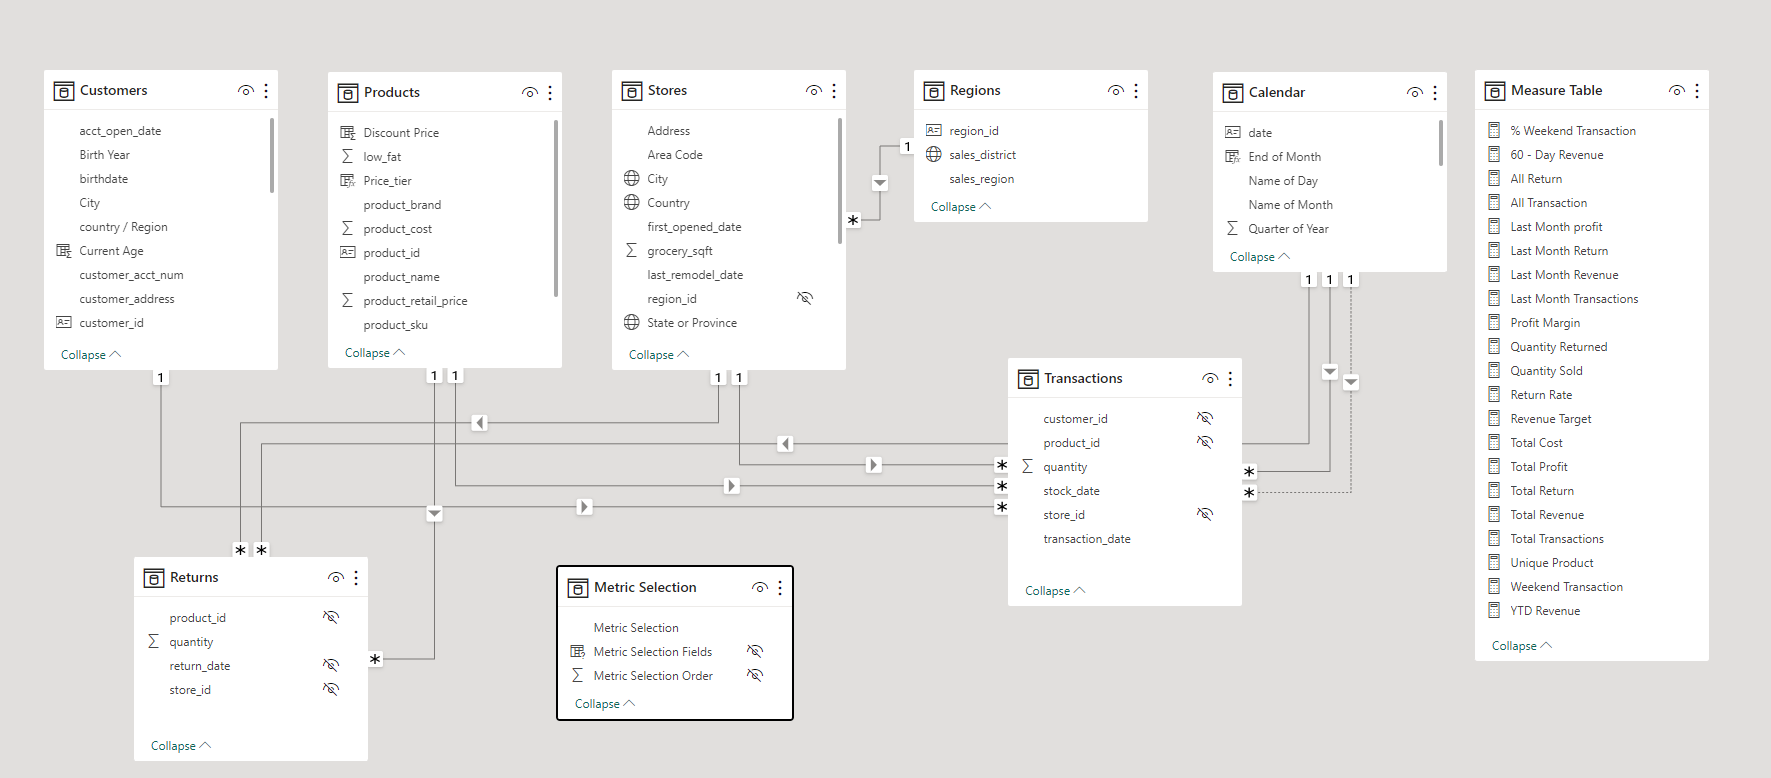 Customers
acct_open_date
Birth Year
birthdate
City
country / Region
Current Age
customer_acct_num
customer_address
customer_id
Collapse
Products
Discount Price
low_fat
Price_tier
product_brand
product_cost
product_id
product_name
product_retail_price
product_sku
Collapse
Stores
Address
Area Code
City
Country
first_opened_date
grocery_sqft
last_remodel_date
region_id
State or Province
Collapse
Regions
region_id
sales_district
sales_region
Collapse
Calendar
date
End of Month
Name of Day
Name of Month
Quarter of Year
Collapse
Measure Table
% Weekend Transaction
60 - Day Revenue
All Return
All Transaction
Last Month profit
Last Month Return
Last Month Revenue
Last Month Transactions
Profit Margin
Quantity Returned
Quantity Sold
Return Rate
Revenue Target
Total Cost
Total Profit
Total Return
Total Revenue
Total Transactions
Unique Product
Weekend Transaction
YTD Revenue
Collapse
1
*
1 1 1
1
1 1
1 1
Transactions
customer_id
product_id
quantity
stock_date
store_id
transaction_date
Collapse
*
*
*
*
*
* *
Returns
product_id
quantity
return_date
store_id
Collapse
*
Metric Selection
Metric Selection
Metric Selection Fields
Metric Selection Order
Collapse